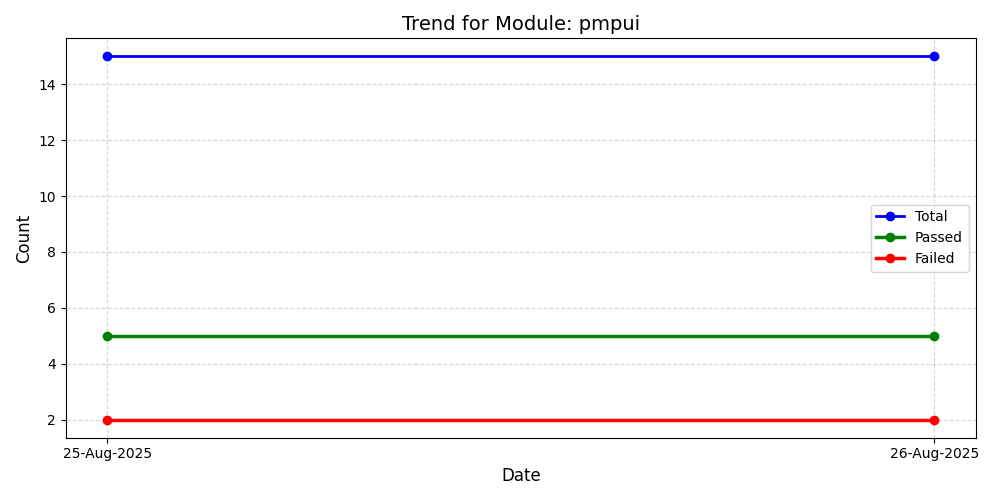 Trend for Module: pmpui
Count
14
12
10
8
6
4
2
Total
Passed
Failed
25-Aug-2025
26-Aug-2025
Date